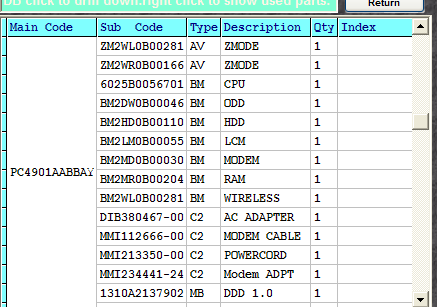 click to drill down.right click to show used parts.
Return
Main Code Sub Code Type Description Qty Index
ZM2WL0B00281 AV ZMODE 1
ZM2WR0B00166 AV ZMODE 1
6025B0056701 BM CPU 1
BM2DW0B00046 BM ODD 1
BM2HD0B00110 BM HDD 1
BM2LM0B00055 BM LCM 1
BM2MD0B00030 BM MODEM 1
PC4901AABBAY
BM2MR0B00204 BM RAM 1
BM2WL0B00281 BM WIRELESS 1
DIB380467-00 C2 AC ADAPTER 1
MMI112666-00 C2 MODEM CABLE 1
MMI213350-00 C2 POWERCORD 1
MMI234441-24 C2 Modem ADPT 1
1310A2137902 MB DDD 1.0 1